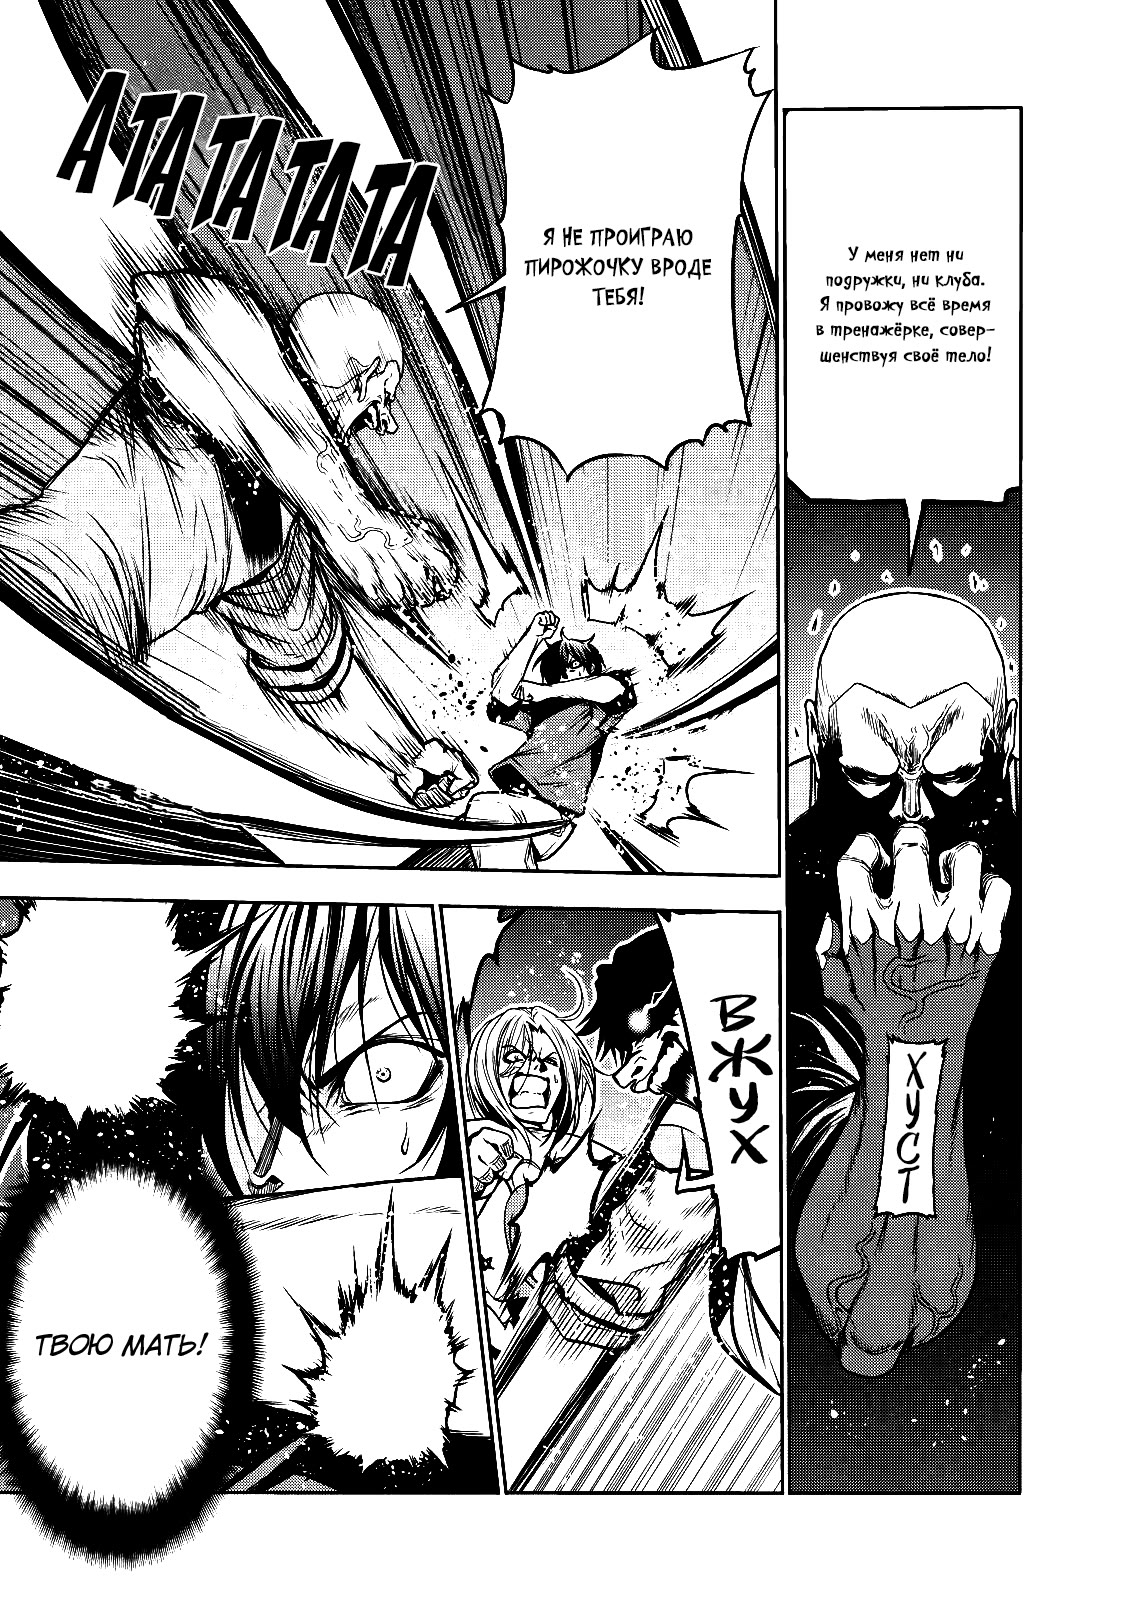 У меня нет ни
подружки, ни клуба.
Я провожу всё время
в тренажёрке, совер-
шенствуя своё тело!
ХУСТ
Я НЕ ПРОИГРАЮ
ПИРОЖОЧКУ ВРОДЕ
ТЕБЯ!
А ТА ТА ТА ТА
ВЖУХ
ТВОЮ МАТЬ!